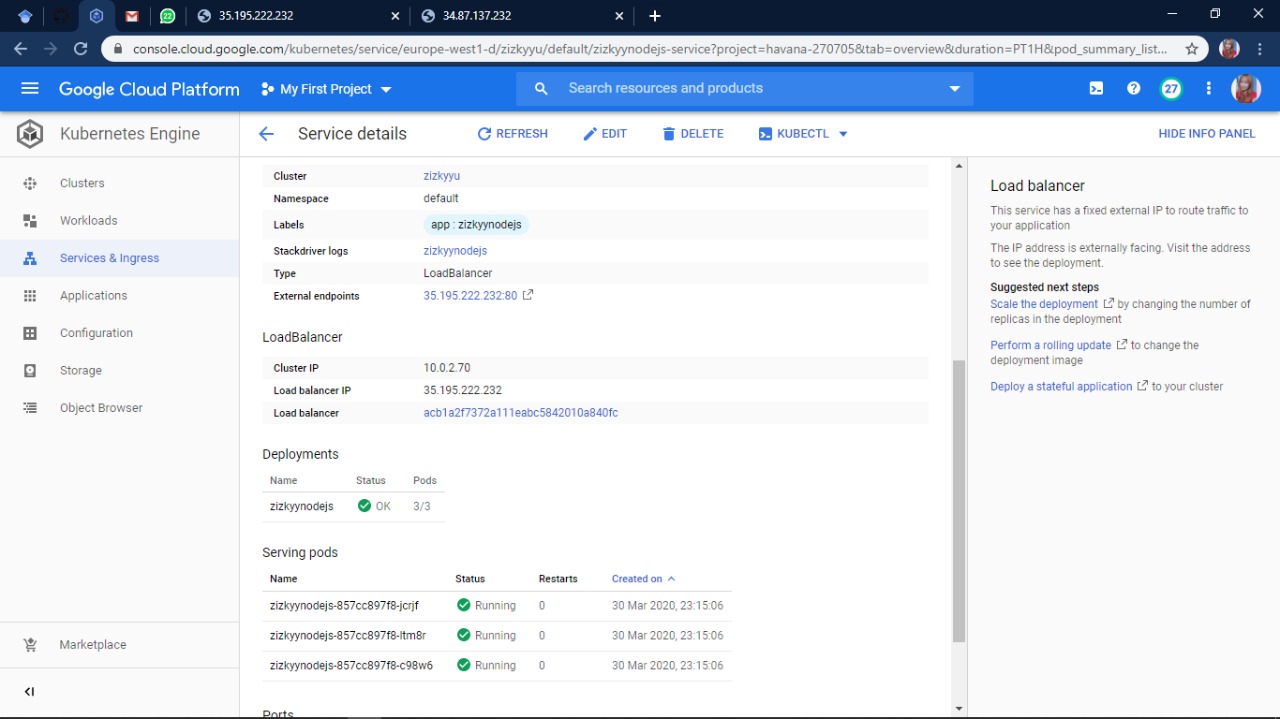 22
35.195.222.232
34.87.137.232
console.cloud.google.com/kubernetes/service/europe-west1-d/zizkyyu/default/zizkyynodejs-service?project=havana-270705&tab=overview&duration=PT1H&pod_summary_list...
Google Cloud Platform
My First Project
Search resources and products
27
Kubernetes Engine
Service details
REFRESH
EDIT
DELETE
KUBECTL
HIDE INFO PANEL
Clusters
Workloads
Services & Ingress
Applications
Configuration
Storage
Object Browser
Marketplace
Cluster zizkyyu
Namespace default
Labels app : zizkyynodejs
Stackdriver logs zizkyynodejs
Type LoadBalancer
External endpoints 35.195.222.232:80
LoadBalancer
Cluster IP 10.0.2.70
Load balancer IP 35.195.222.232
Load balancer acb1a2f7372a111eabc5842010a840fc
Deployments
Name Status Pods
zizkyynodejs OK 3/3
Serving pods
Name Status Restarts Created on
zizkyynodejs-857cc897f8-jcrjf Running 0 30 Mar 2020, 23:15:06
zizkyynodejs-857cc897f8-ltm8r Running 0 30 Mar 2020, 23:15:06
zizkyynodejs-857cc897f8-c98w6 Running 0 30 Mar 2020, 23:15:06
Ports
Load balancer
This service has a fixed external IP to route traffic to
your application
The IP address is externally facing. Visit the address
to see the deployment.
Suggested next steps
Scale the deployment by changing the number of
replicas in the deployment
Perform a rolling update to change the
deployment image
Deploy a stateful application to your cluster